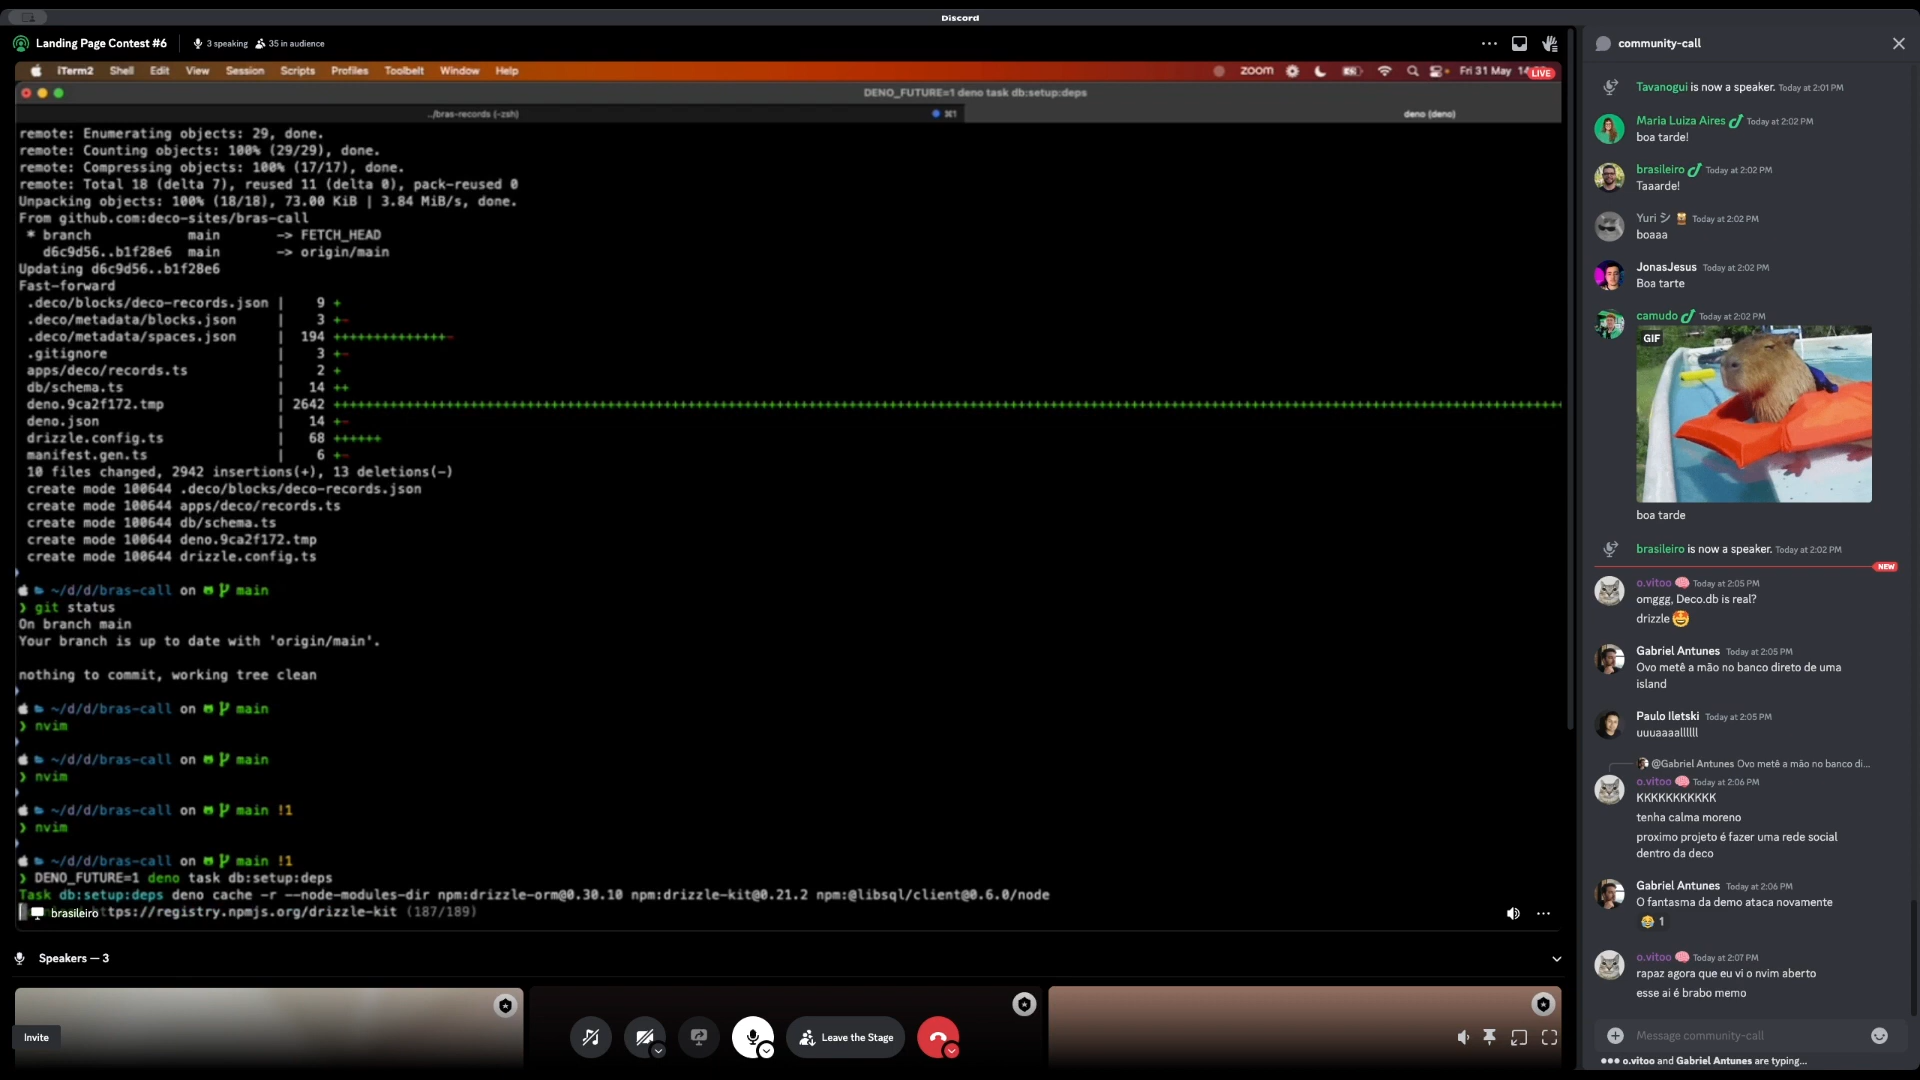 Discord
Landing Page Contest #6
3 speaking
35 in audience
iTerm2 Shell Edit View Session Scripts Profiles Toolbelt Window Help
zoom
Fri 31 May
LIVE
DENO_FUTURE=1 deno task db:setup:deps
../bras-records (-zsh)
⌘1
deno (deno)
remote: Enumerating objects: 29, done.
remote: Counting objects: 100% (29/29), done.
remote: Compressing objects: 100% (17/17), done.
remote: Total 18 (delta 7), reused 11 (delta 0), pack-reused 0
Unpacking objects: 100% (18/18), 73.00 KiB | 3.84 MiB/s, done.
From github.com:deco-sites/bras-call
* branch main -> FETCH_HEAD
d6c9d56..b1f28e6 main -> origin/main
Updating d6c9d56..b1f28e6
Fast-forward
.deco/blocks/deco-records.json | 9 +
.deco/metadata/blocks.json | 3 +-
.deco/metadata/spaces.json | 194 ++++++++++++++-
.gitignore | 3 +-
apps/deco/records.ts | 2 +
db/schema.ts | 14 ++
deno.9ca2f172.tmp | 2642
deno.json | 14 +-
drizzle.config.ts | 68 ++++++
manifest.gen.ts | 6 +-
10 files changed, 2942 insertions(+), 13 deletions(-)
create mode 100644 .deco/blocks/deco-records.json
create mode 100644 apps/deco/records.ts
create mode 100644 db/schema.ts
create mode 100644 deno.9ca2f172.tmp
create mode 100644 drizzle.config.ts
~/d/d/bras-call on main
❯ git status
On branch main
Your branch is up to date with 'origin/main'.
nothing to commit, working tree clean
~/d/d/bras-call on main
❯ nvim
~/d/d/bras-call on main
❯ nvim
~/d/d/bras-call on main !1
❯ nvim
~/d/d/bras-call on main !1
❯ DENO_FUTURE=1 deno task db:setup:deps
Task db:setup:deps deno cache -r --node-modules-dir npm:drizzle-orm@0.30.10 npm:drizzle-kit@0.21.2 npm:@libsql/client@0.6.0/node
brasileiro
https://registry.npmjs.org/drizzle-kit (187/189)
Speakers — 3
Invite
Leave the Stage
community-call
Tavanogui is now a speaker. Today at 2:01 PM
Maria Luiza Aires Today at 2:02 PM
boa tarde!
brasileiro Today at 2:02 PM
Taaarde!
Yuri シ Today at 2:02 PM
boaaa
JonasJesus Today at 2:02 PM
Boa tarte
camudo Today at 2:02 PM
GIF
boa tarde
brasileiro is now a speaker. Today at 2:02 PM
NEW
o.vitoo Today at 2:05 PM
omggg, Deco.db is real?
drizzle
Gabriel Antunes Today at 2:05 PM
Ovo metê a mão no banco direto de uma
island
Paulo Iletski Today at 2:05 PM
uuuaaaallllll
@Gabriel Antunes Ovo metê a mão no banco di...
o.vitoo Today at 2:06 PM
KKKKKKKKKKK
tenha calma moreno
proximo projeto é fazer uma rede social
dentro da deco
Gabriel Antunes Today at 2:06 PM
O fantasma da demo ataca novamente
1
o.vitoo Today at 2:07 PM
rapaz agora que eu vi o nvim aberto
esse ai é brabo memo
Message community-call
o.vitoo and Gabriel Antunes are typing...